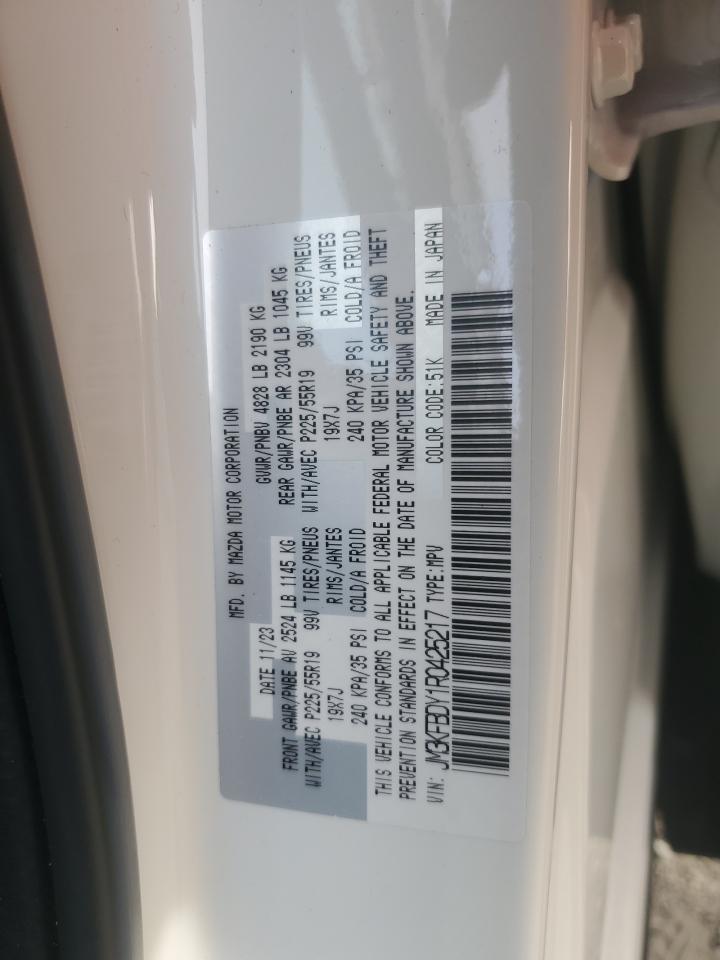 MFD. BY MAZDA MOTOR CORPORATION
DATE 11/23 GVWR/PNBV 4828 LB 2190 KG
FRONT GAWR/PNBE AV 2524 LB 1145 KG REAR GAWR/PNBE AR 2304 LB 1045 KG
WITH/AVEC P225/55R19 99V TIRES/PNEUS WITH/AVEC P225/55R19 99V TIRES/PNEUS
19X7J RIMS/JANTES 19X7J RIMS/JANTES
240 KPA/35 PSI COLD/A FROID 240 KPA/35 PSI COLD/A FROID
THIS VEHICLE CONFORMS TO ALL APPLICABLE FEDERAL MOTOR VEHICLE SAFETY AND THEFT
PREVENTION STANDARDS IN EFFECT ON THE DATE OF MANUFACTURE SHOWN ABOVE.
VIN: JM3KFBDY1R0425217 TYPE:MPV COLOR CODE:51K MADE IN JAPAN